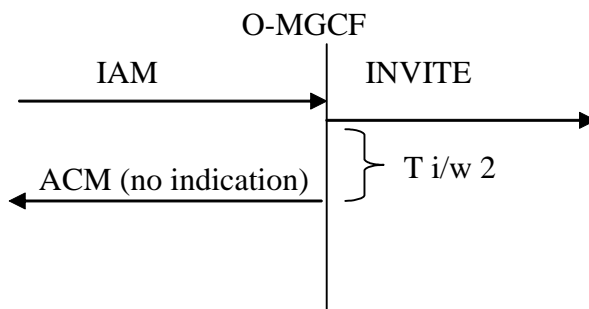 O-MGCF
IAM
INVITE
T i/w 2
ACM (no indication)